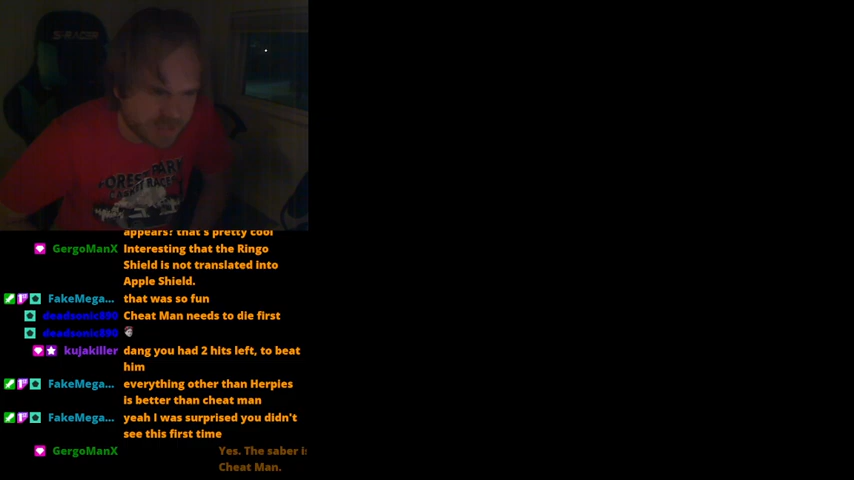 S-RACER
FOREST PARK
appears? that's pretty cool
GergoManX Interesting that the Ringo
Shield is not translated into
Apple Shield.
FakeMega... that was so fun
deadsonic890 Cheat Man needs to die first
deadsonic890
kujakiller dang you had 2 hits left, to beat
him
FakeMega... everything other than Herpies
is better than cheat man
FakeMega... yeah I was surprised you didn't
see this first time
GergoManX Yes. The saber is
Cheat Man.